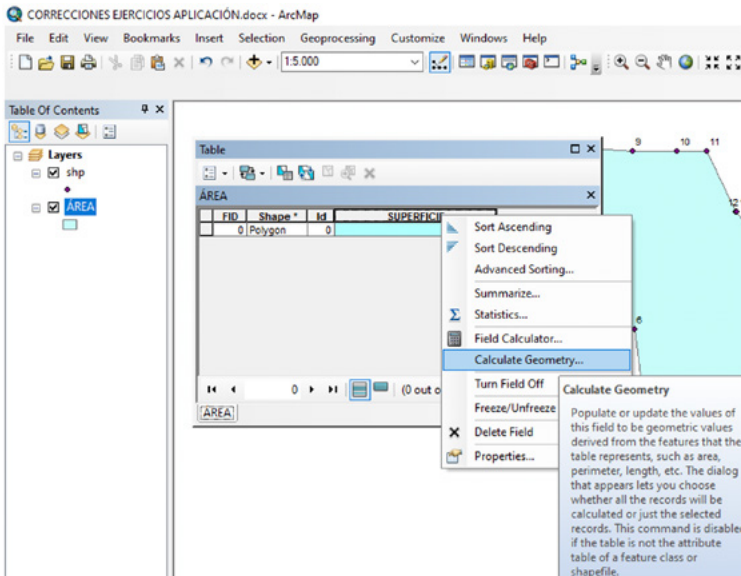 CORRECCIONES EJERCICIOS APLICACIÓN.docx - ArcMap
File Edit View Bookmarks Insert Selection Geoprocessing Customize Windows Help
1:5.000
Table Of Contents
Layers
shp
ÁREA
Table
ÁREA
FID Shape * Id SUPERFICIE
0 Polygon 0
9 10 11
12
6
Sort Ascending
Sort Descending
Advanced Sorting...
Summarize...
Statistics...
Field Calculator...
Calculate Geometry...
Turn Field Off
Freeze/Unfreeze
Delete Field
Properties...
0 (0 out o
ÁREA
Calculate Geometry
Populate or update the values of
this field to be geometric values
derived from the features that the
table represents, such as area,
perimeter, length, etc. The dialog
that appears lets you choose
whether all the records will be
calculated or just the selected
records. This command is disabled
if the table is not the attribute
table of a feature class or
shapefile.